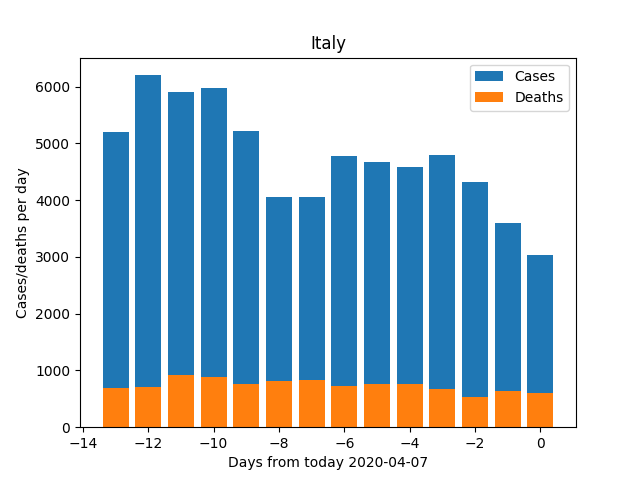 Italy
Cases
Deaths
Cases/deaths per day
6000
5000
4000
3000
2000
1000
0
−14 −12 −10 −8 −6 −4 −2 0
Days from today 2020-04-07